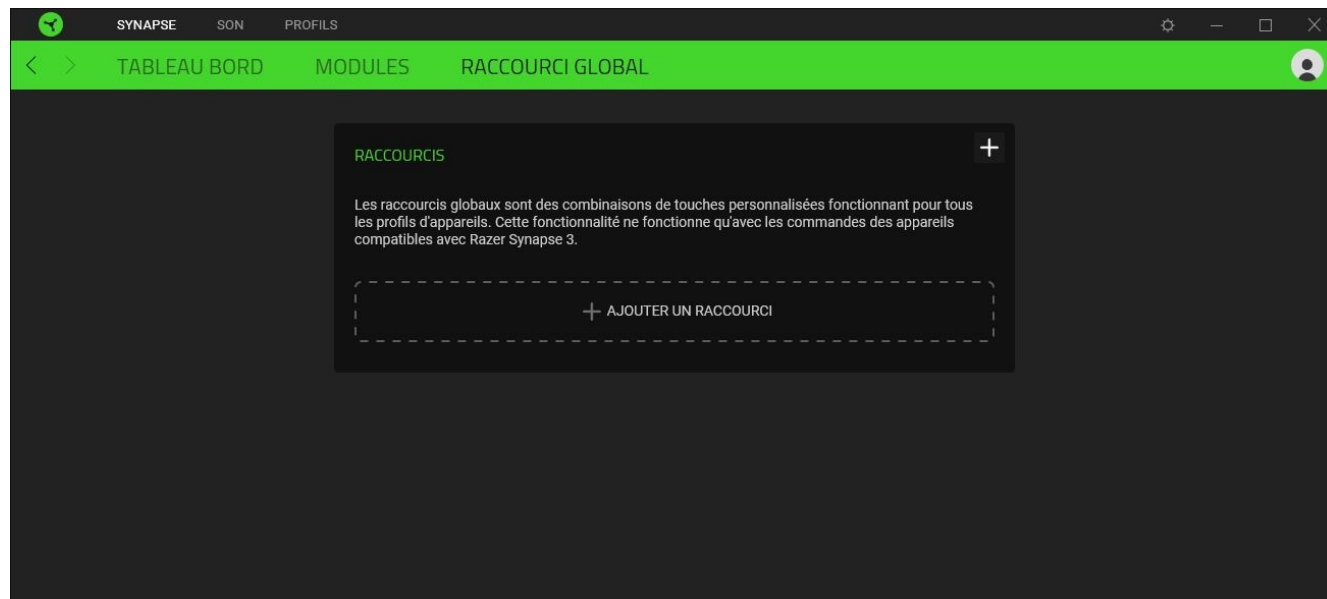 SYNAPSE SON PROFILS
TABLEAU BORD MODULES RACCOURCI GLOBAL
RACCOURCIS
Les raccourcis globaux sont des combinaisons de touches personnalisées fonctionnant pour tous
les profils d'appareils. Cette fonctionnalité ne fonctionne qu'avec les commandes des appareils
compatibles avec Razer Synapse 3.
AJOUTER UN RACCOURCI